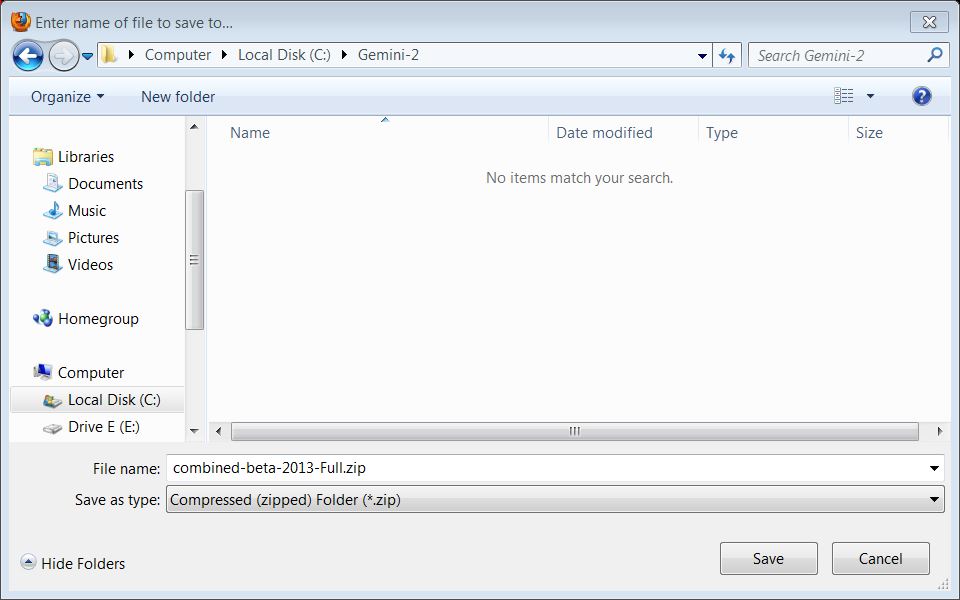 Enter name of file to save to...
Computer Local Disk (C:) Gemini-2 Search Gemini-2
Organize New folder
Name Date modified Type Size
No items match your search.
Libraries
Documents
Music
Pictures
Videos
Homegroup
Computer
Local Disk (C:)
Drive E (E:)
File name: combined-beta-2013-Full.zip
Save as type: Compressed (zipped) Folder (*.zip)
Hide Folders Save Cancel